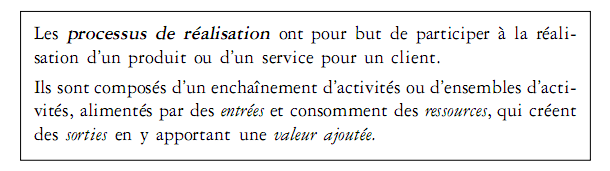 Les processus de réalisation ont pour but de participer à la réali-
sation d'un produit ou d'un service pour un client.
Ils sont composés d'un enchaînement d'activités ou d'ensembles d'acti-
vités, alimentés par des entrées et consomment des ressources, qui créent
des sorties en y apportant une valeur ajoutée.